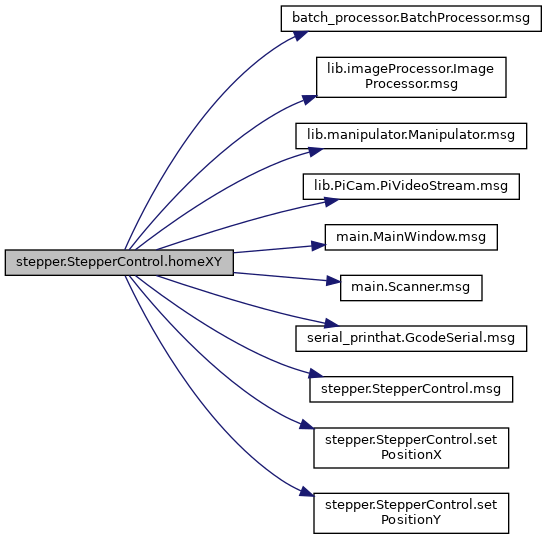 batch_processor.BatchProcessor.msg
lib.imageProcessor.Image
Processor.msg
lib.manipulator.Manipulator.msg
lib.PiCam.PiVideoStream.msg
main.MainWindow.msg
stepper.StepperControl.homeXY
main.Scanner.msg
serial_printhat.GcodeSerial.msg
stepper.StepperControl.msg
stepper.StepperControl.set
PositionX
stepper.StepperControl.set
PositionY